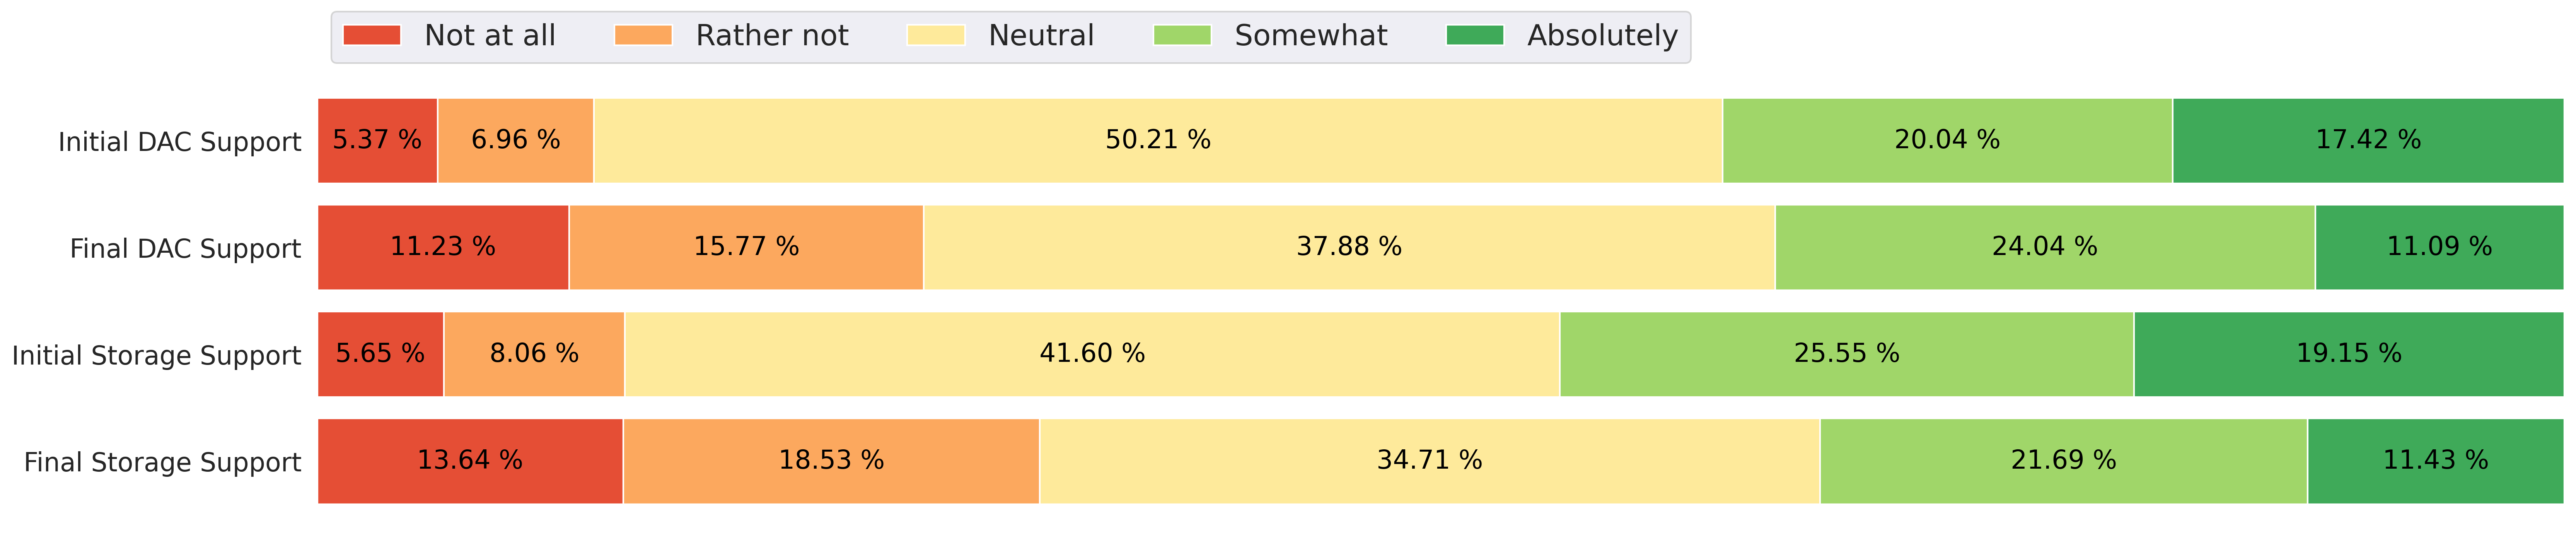 Not at all Rather not Neutral Somewhat Absolutely
Initial DAC Support 5.37 % 6.96 % 50.21 % 20.04 % 17.42 %
Final DAC Support 11.23 % 15.77 % 37.88 % 24.04 % 11.09 %
Initial Storage Support 5.65 % 8.06 % 41.60 % 25.55 % 19.15 %
Final Storage Support 13.64 % 18.53 % 34.71 % 21.69 % 11.43 %